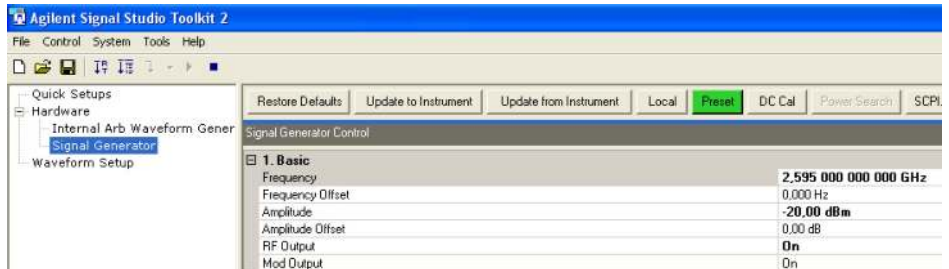 Agilent Signal Studio Toolkit 2
File Control System Tools Help
Quick Setups
Hardware
Internal Arb Waveform Gener
Signal Generator
Waveform Setup
Restore Defaults Update to Instrument Update from Instrument Local Preset DC Cal Power Search SCPI.
Signal Generator Control
1. Basic
Frequency 2,595 000 000 000 GHz
Frequency Offset 0,000 Hz
Amplitude -20,00 dBm
Amplitude Offset 0,00 dB
RF Output On
Mod Output On